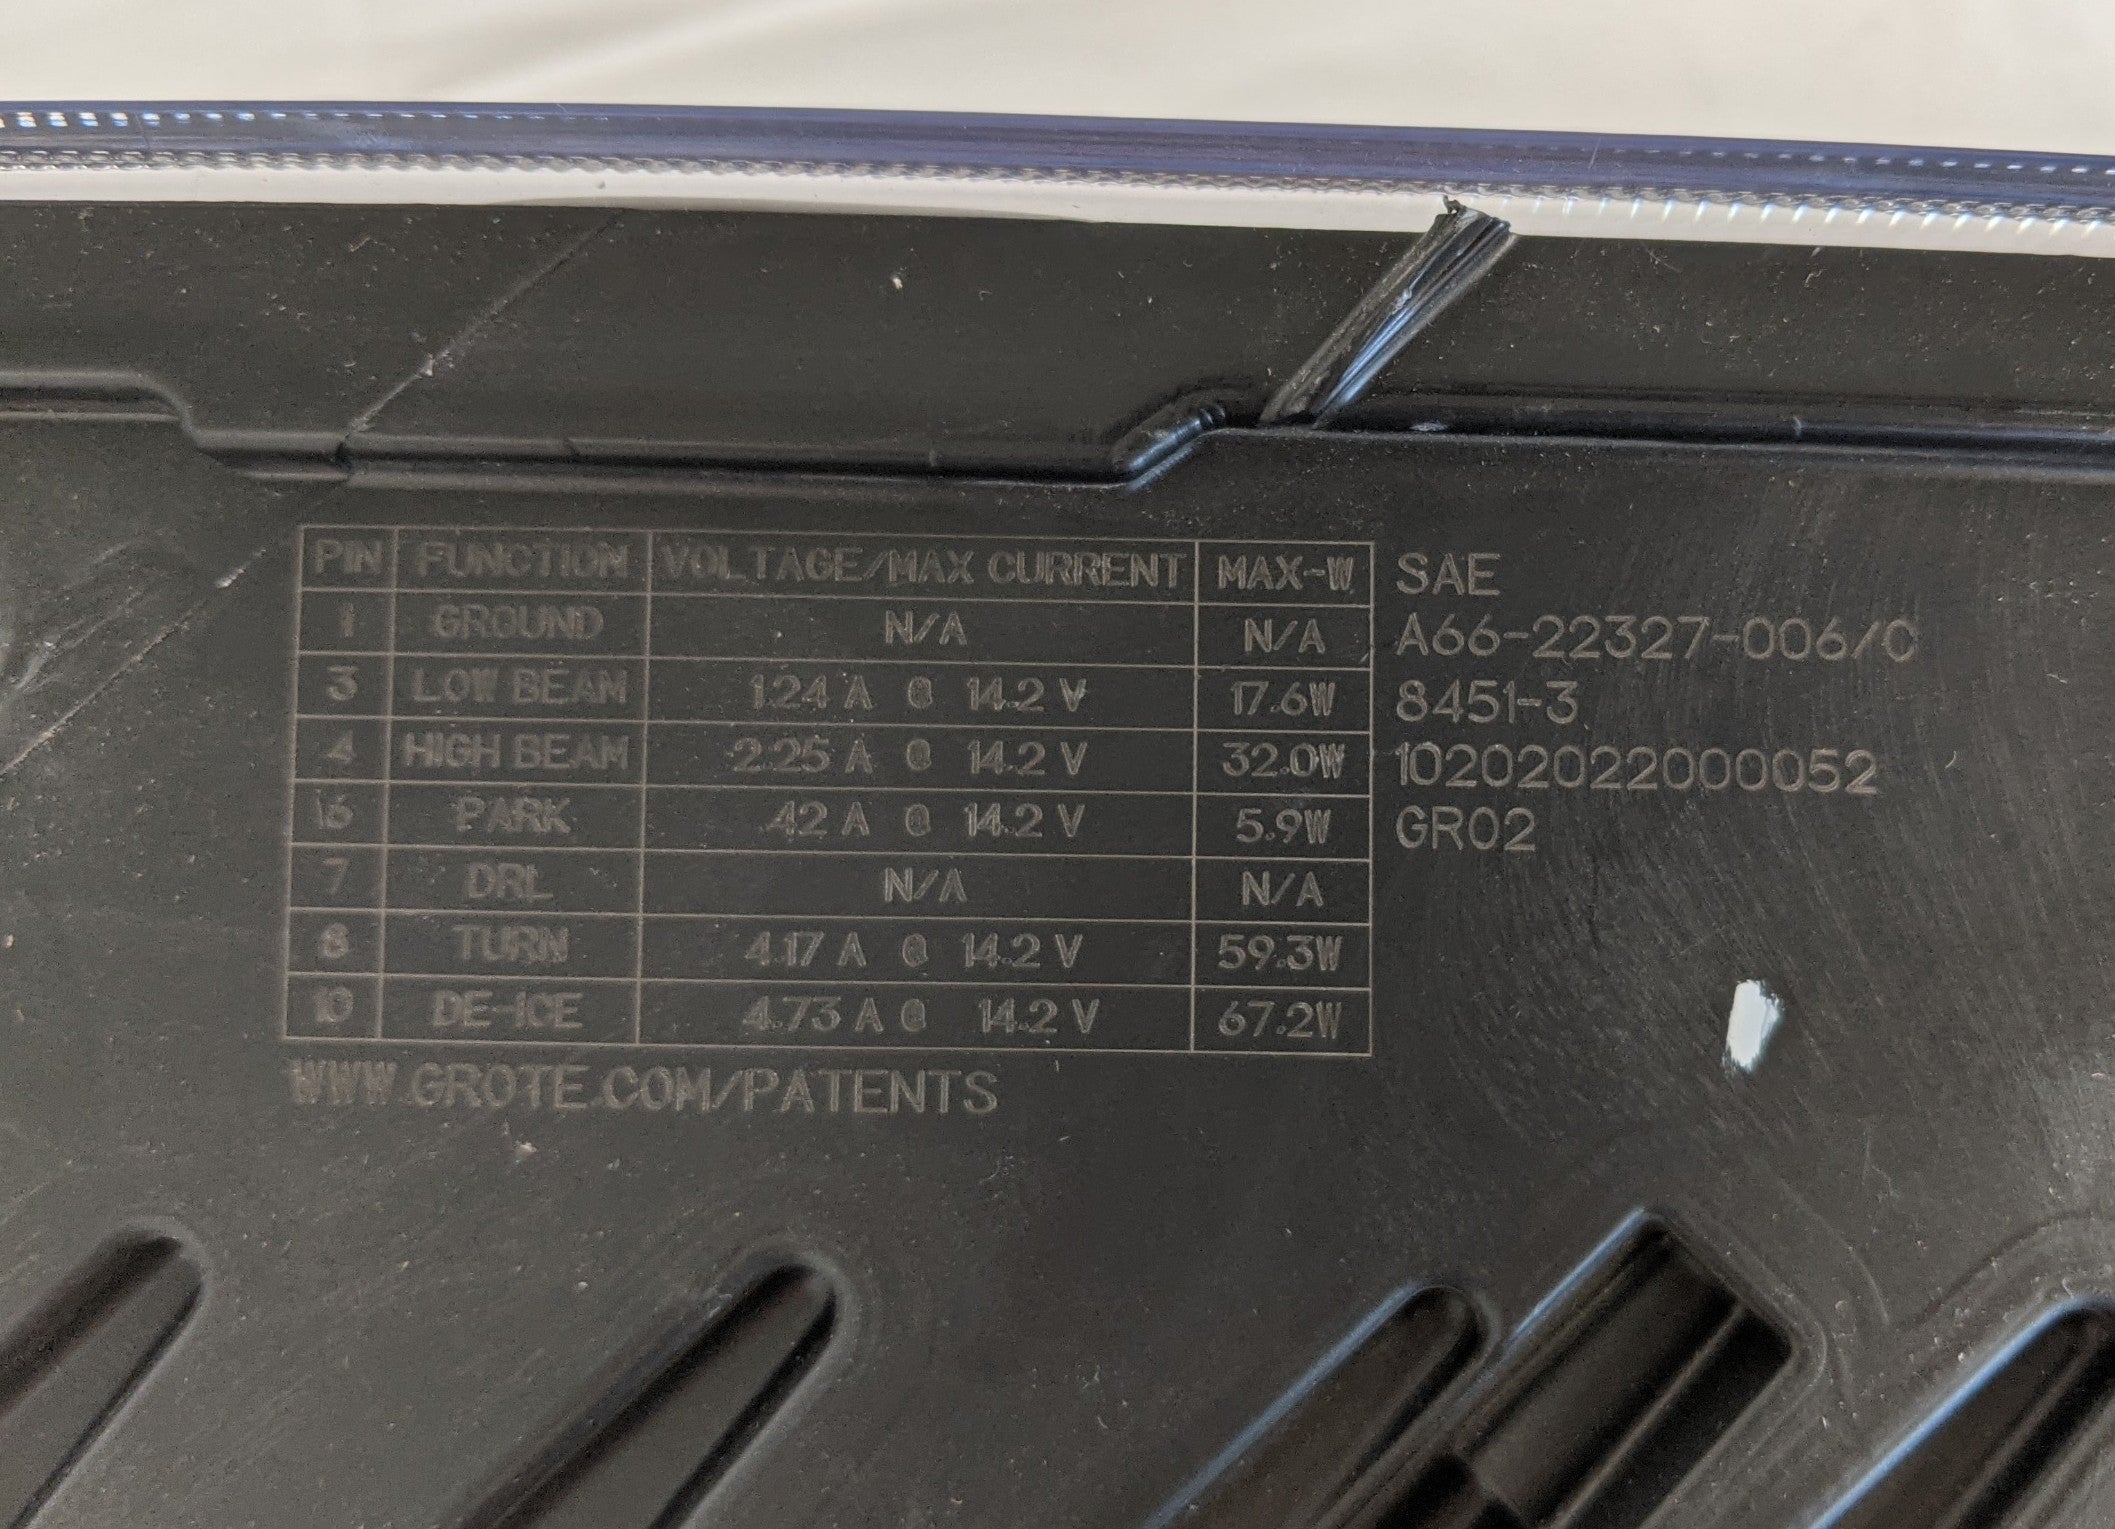 PIN FUNCTION VOLTAGE/MAX CURRENT MAX-W
1 GROUND N/A N/A
3 LOW BEAM 1.24 A @ 14.2 V 17.6W
4 HIGH BEAM 2.25 A @ 14.2 V 32.0W
PARK .42 A @ 14.2 V 5.9W
7 DRL N/A N/A
8 TURN 4.17 A @ 14.2 V 59.3W
10 DE-ICE 4.73 A @ 14.2 V 67.2W
WWW.GROTE.COM/PATENTS
SAE
A66-22327-006/C
8451-3
10202022000052
GR02